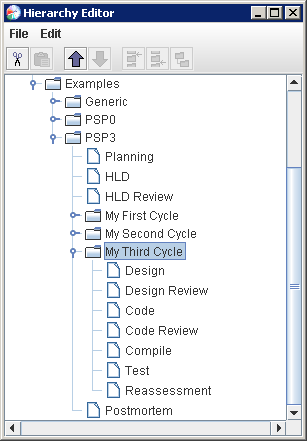 Hierarchy Editor
File Edit
Examples
Generic
PSP0
PSP3
Planning
HLD
HLD Review
My First Cycle
My Second Cycle
My Third Cycle
Design
Design Review
Code
Code Review
Compile
Test
Reassessment
Postmortem